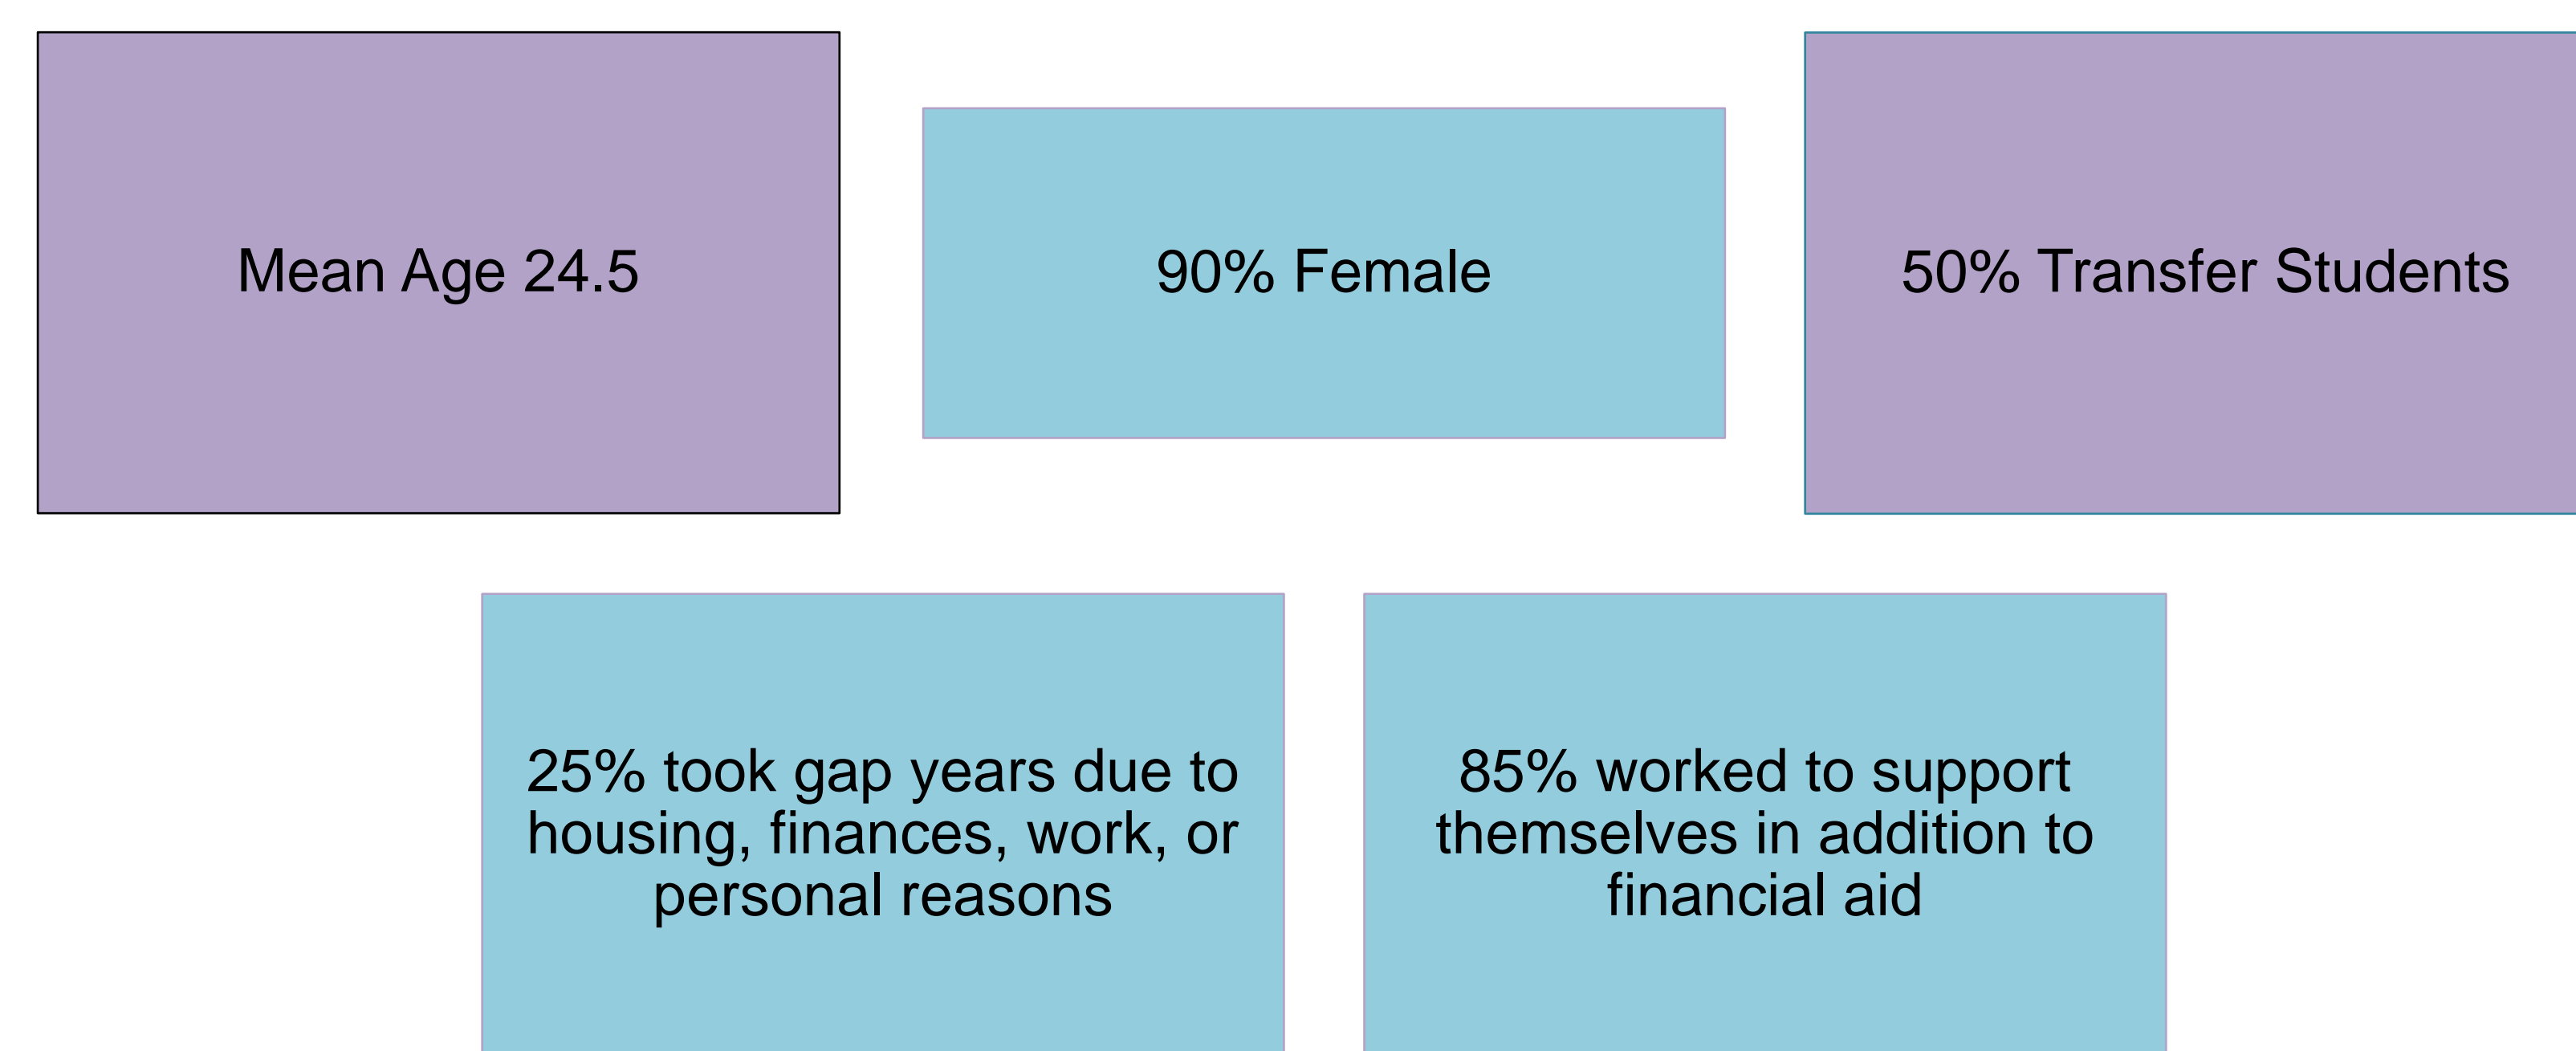 Mean Age 24.5
90% Female
50% Transfer Students
25% took gap years due to
housing, finances, work, or
personal reasons
85% worked to support
themselves in addition to
financial aid